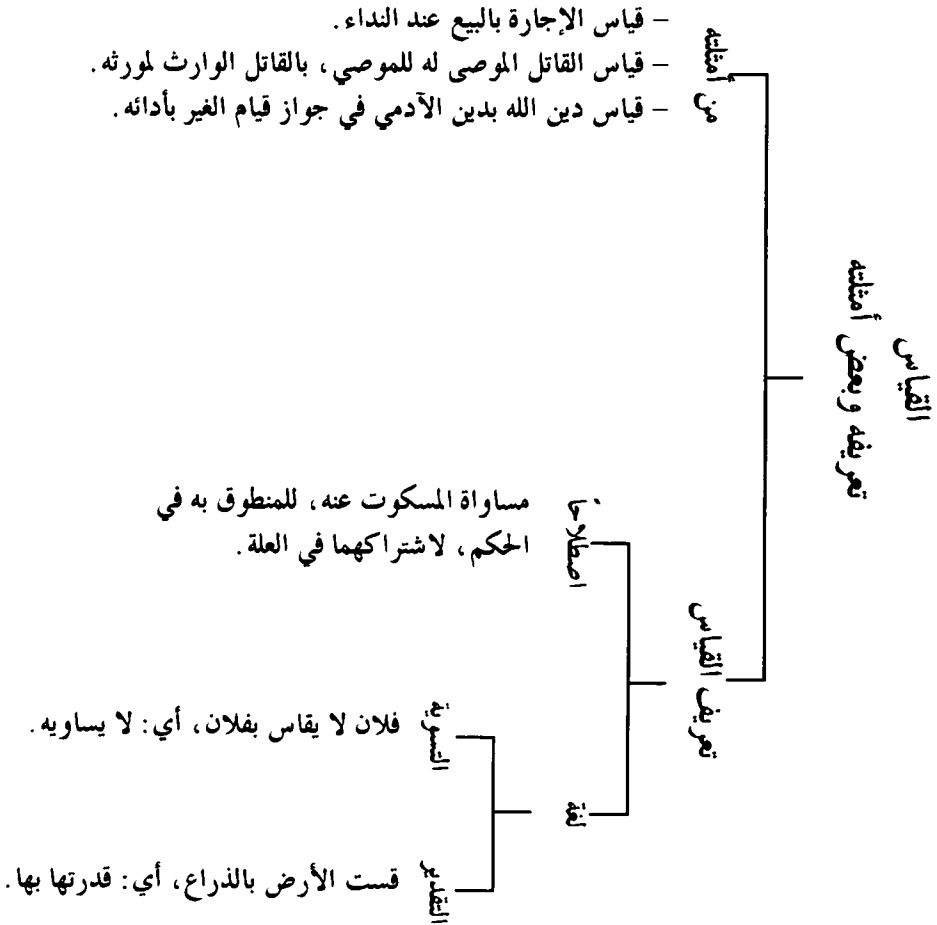 القياس
تعريفه وبعض أمثلته
من أمثلته
– قياس الإجارة بالبيع عند النداء.
– قياس القاتل الموصى له للموصي، بالقاتل الوارث لمورثه.
– قياس دين الله بدين الآدمي في جواز قيام الغير بأدائه.
تعريف القياس
اصطلاحاً
مساواة المسكوت عنه، للمنطوق به في
الحكم، لاشتراكهما في العلة.
لغة
التسوية
فلان لا يقاس بفلان، أي: لا يساويه.
التقدير
قست الأرض بالذراع، أي: قدرتها بها.